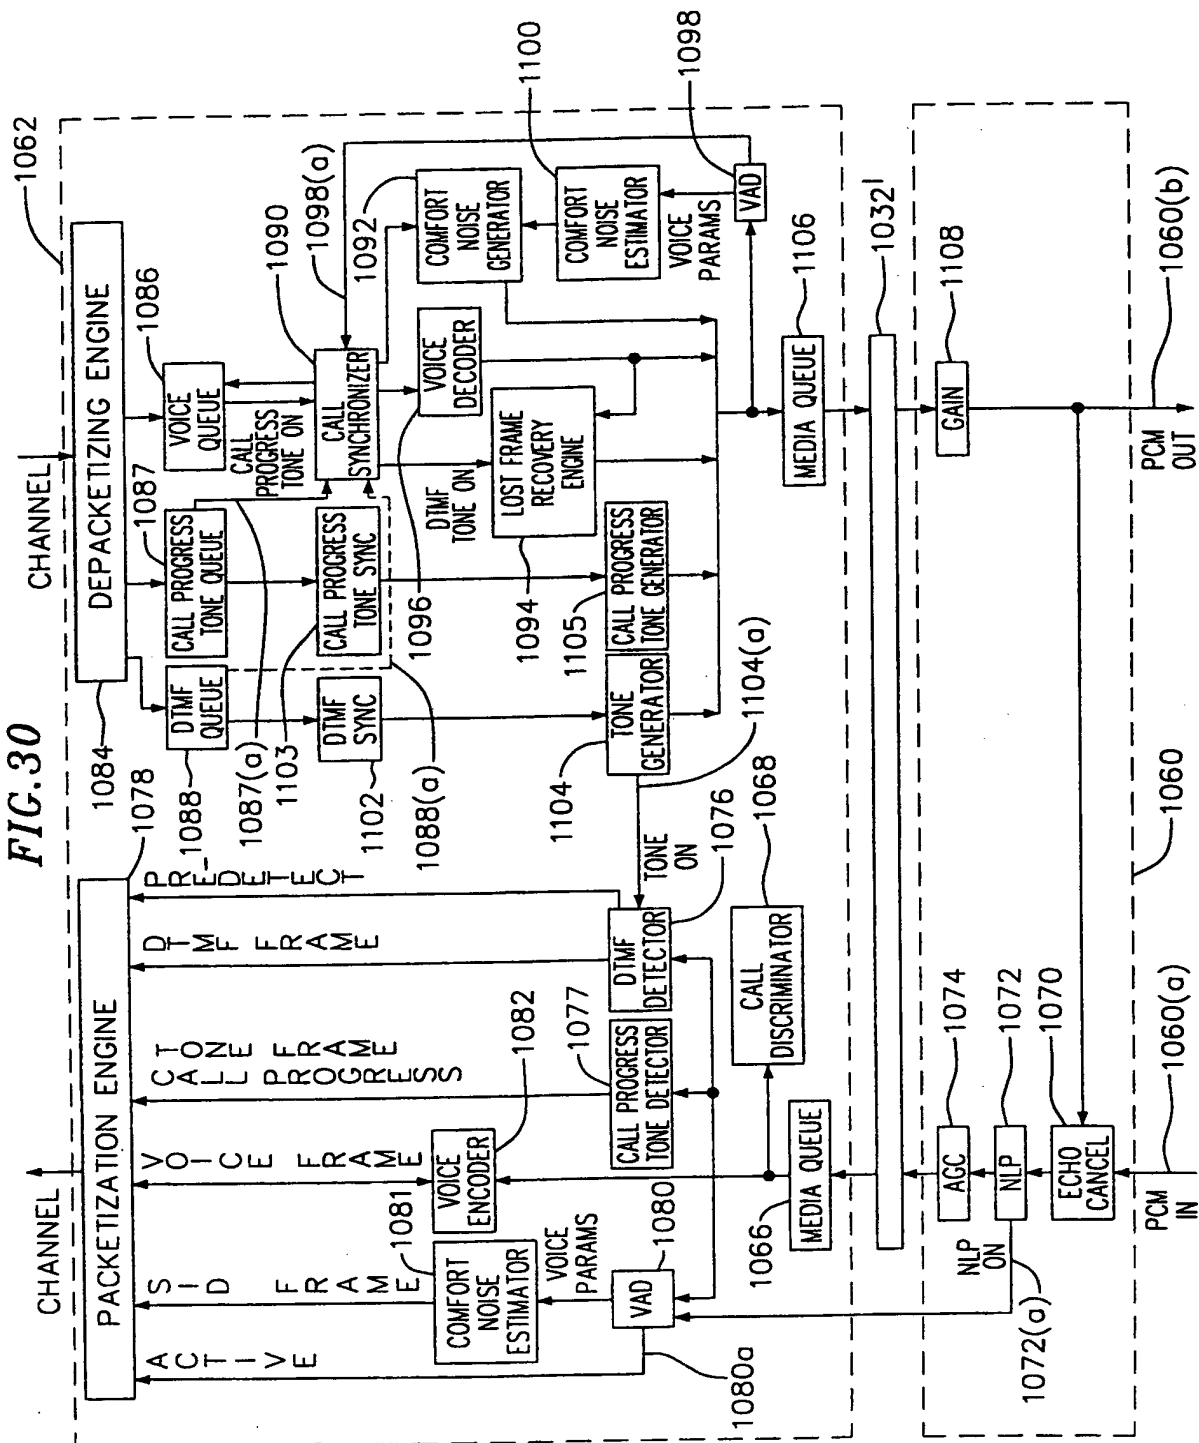 FIG.30
CHANNEL
PACKETIZATION ENGINE
1078
ACTIVE
SID FRAME
VOICE FRAME
CALL PROGRESS
TONE FRAME
DTMF FRAME
PRE-DETECT
COMFORT
NOISE
ESTIMATOR
1081
VOICE
ENCODER
1082
VOICE PARAMS
VAD
1080
1080a
CALL PROGRESS
TONE DETECTOR
1077
DTMF
DETECTOR
1076
TONE
ON
CALL
DISCRIMINATOR
1068
MEDIA QUEUE
1066
CHANNEL
1062
DEPACKETIZING ENGINE
1084
DTMF
QUEUE
1088
CALL PROGRESS
TONE QUEUE
1087
1087(a)
VOICE
QUEUE
1086
CALL
PROGRESS
TONE ON
DTMF
SYNC
1102
CALL PROGRESS
TONE SYNC
1103
1088(a)
CALL
SYNCHRONIZER
1090
1098(a)
DTMF
TONE ON
VOICE
DECODER
1096
COMFORT
NOISE
GENERATOR
1092
LOST FRAME
RECOVERY
ENGINE
1094
COMFORT
NOISE
ESTIMATOR
1100
VOICE
PARAMS
VAD
1098
TONE
GENERATOR
1104
1104(a)
CALL PROGRESS
TONE GENERATOR
1105
MEDIA QUEUE
1106
1032'
AGC
1074
NLP
1072
NLP
ON
1072(a)
ECHO
CANCEL
1070
PCM
IN
1060(a)
1060
GAIN
1108
PCM
OUT
1060(b)